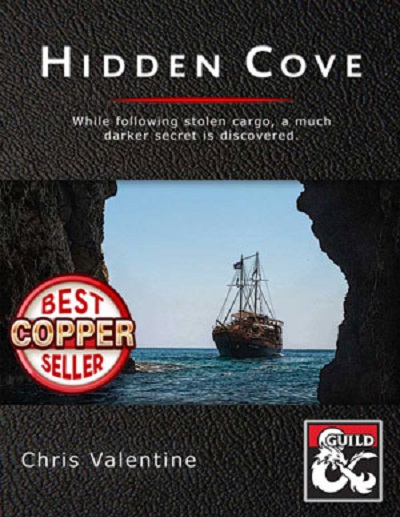 HIDDEN COVE
While following stolen cargo, a much
darker secret is discovered.
BEST
COPPER
SELLER
Chris Valentine
GUILD